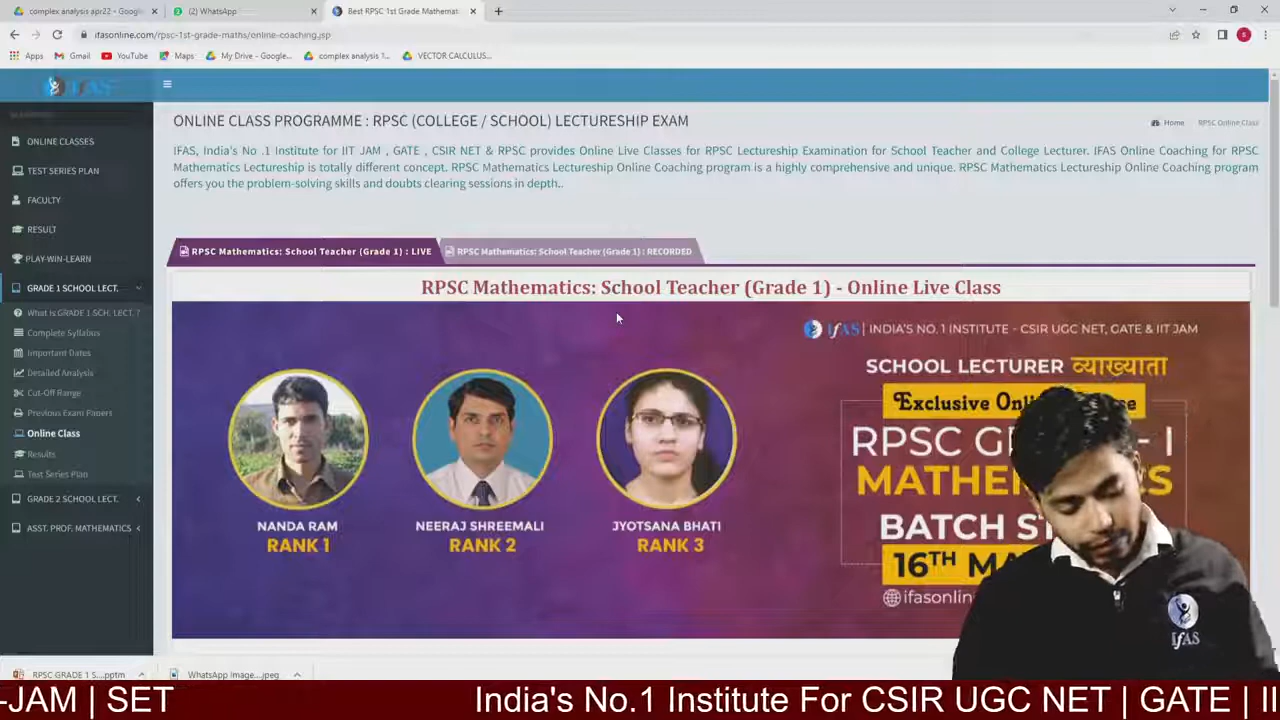 complex analysis apr22 - Google
(2) WhatsApp
Best RPSC 1st Grade Mathemat
ifasonline.com/rpsc-1st-grade-maths/online-coaching.jsp
Apps
Gmail
YouTube
Maps
My Drive - Google...
complex analysis ?...
VECTOR CALCULUS...
IFAS
ONLINE CLASSES
TEST SERIES PLAN
FACULTY
RESULT
PLAY-WIN-LEARN
GRADE 1 SCHOOL LECT.
What is GRADE 1 SCH. LECT. ?
Complete Syllabus
Important Dates
Detailed Analysis
Cut-Off Range
Previous Exam Papers
Online Class
Results
Test Series Plan
GRADE 2 SCHOOL LECT.
ASST. PROF. MATHEMATICS
ONLINE CLASS PROGRAMME : RPSC (COLLEGE / SCHOOL) LECTURESHIP EXAM
Home
RPSC Online Class
IFAS, India's No .1 Institute for IIT JAM , GATE , CSIR NET & RPSC provides Online Live Classes for RPSC Lectureship Examination for School Teacher and College Lecturer. IFAS Online Coaching for RPSC
Mathematics Lectureship is totally different concept. RPSC Mathematics Lectureship Online Coaching program is a highly comprehensive and unique. RPSC Mathematics Lectureship Online Coaching program
offers you the problem-solving skills and doubts clearing sessions in depth..
RPSC Mathematics: School Teacher (Grade 1) : LIVE
RPSC Mathematics: School Teacher (Grade 1) : RECORDED
RPSC Mathematics: School Teacher (Grade 1) - Online Live Class
IFAS | INDIA'S NO. 1 INSTITUTE - CSIR UGC NET, GATE & IIT JAM
SCHOOL LECTURER व्याख्याता
Exclusive
RPSC - I
BATCH
16TH
NANDA RAM
RANK 1
NEERAJ SHREEMALI
RANK 2
JYOTSANA BHATI
RANK 3
IFAS
RPSC GRADE 1 S....pptm
WhatsApp Image...jpeg
-JAM | SET
India's No.1 Institute For CSIR UGC NET | GATE | II